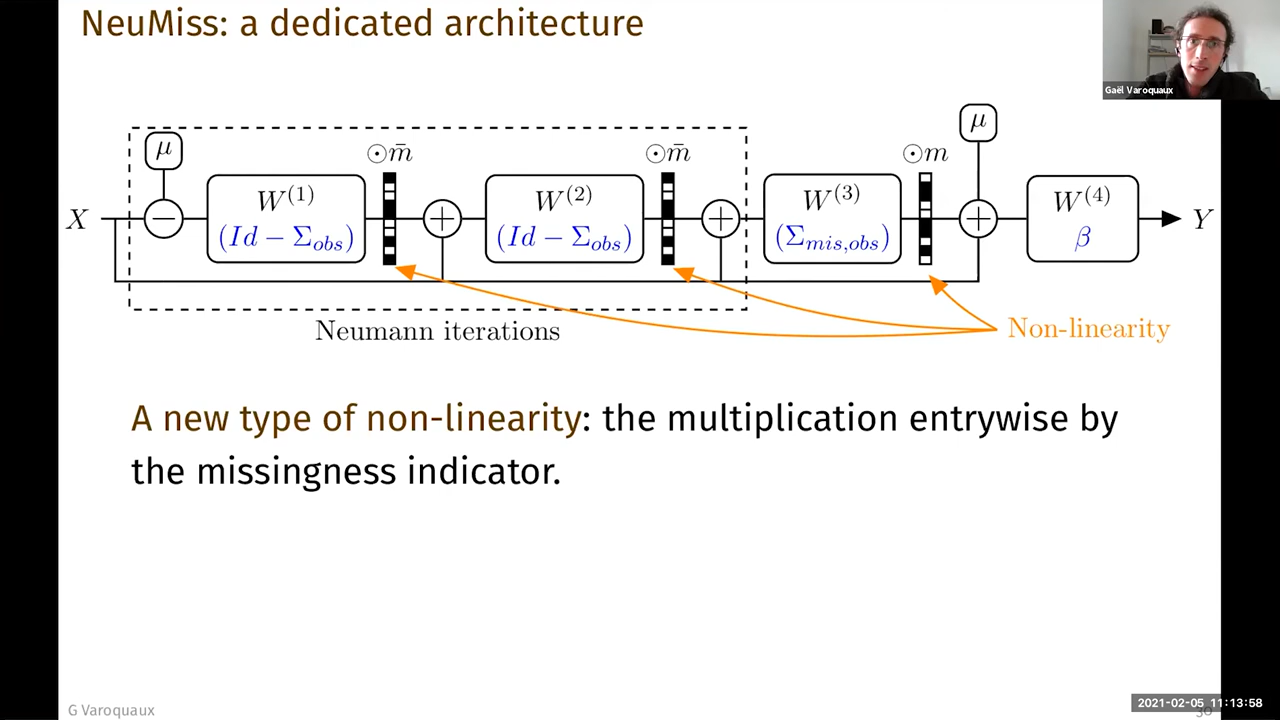 NeuMiss: a dedicated architecture
Gaël Varoquaux
μ
μ
⊙m̄
⊙m̄
⊙m
X
−
W^(1)
(Id − Σ_obs)
+
W^(2)
(Id − Σ_obs)
+
W^(3)
(Σ_mis,obs)
+
W^(4)
β
Y
Neumann iterations
Non-linearity
A new type of non-linearity: the multiplication entrywise by
the missingness indicator.
G Varoquaux
2021-02-05 11:13:58
30